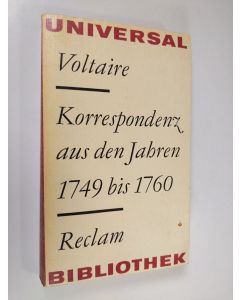 UNIVERSAL
Voltaire
Korrespondenz
aus den Jahren
1749 bis 1760
Reclam
BIBLIOTHEK